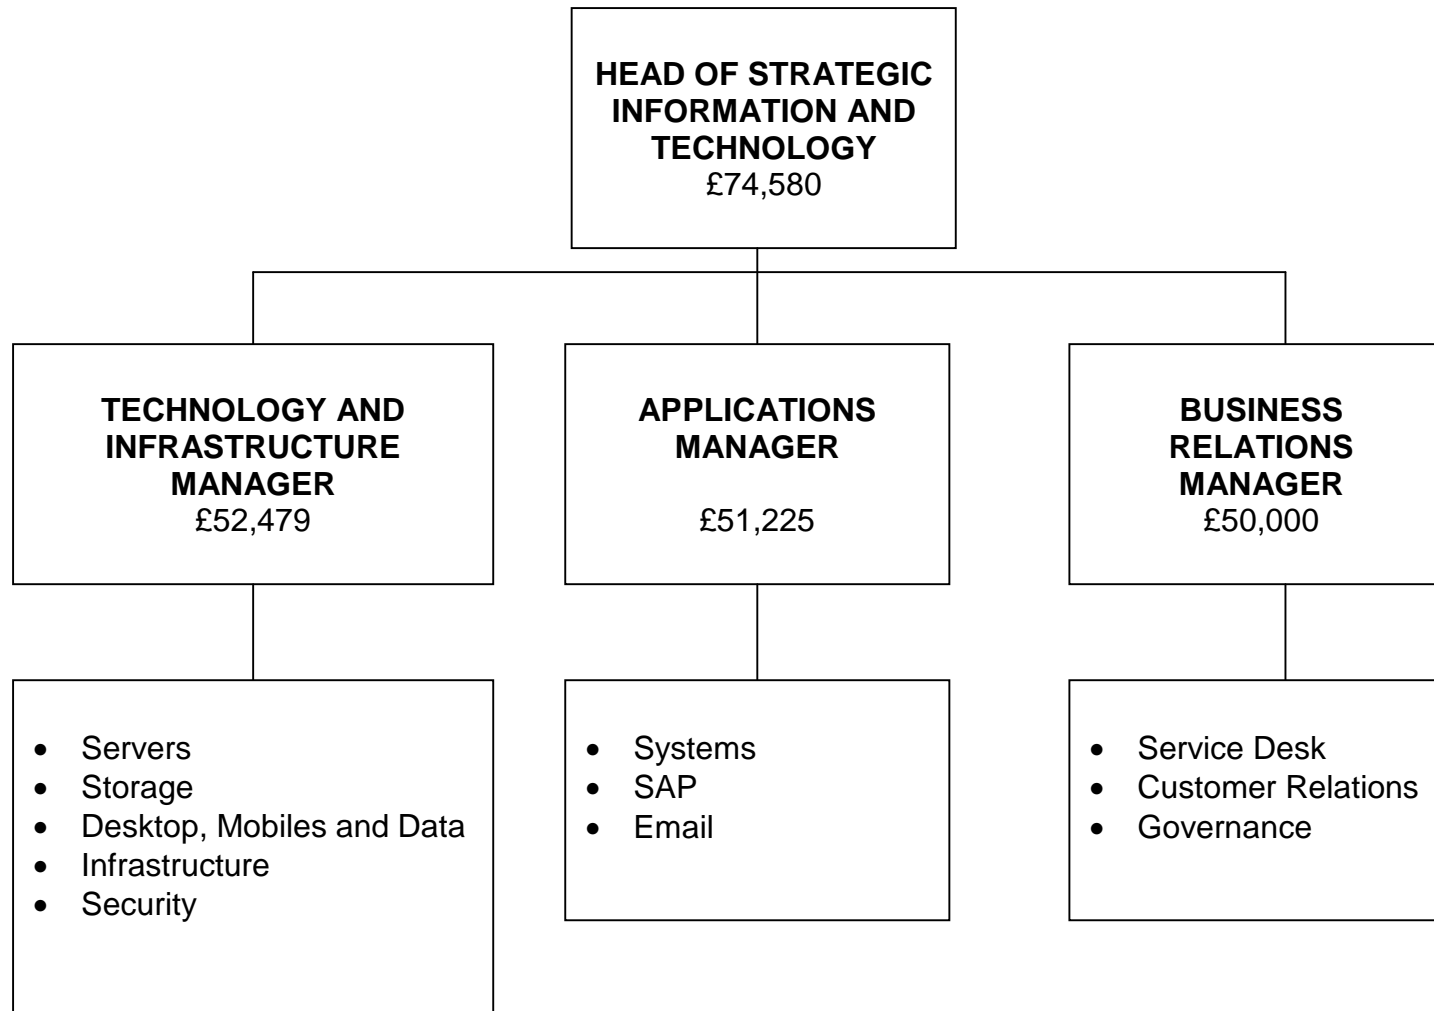 HEAD OF STRATEGIC
INFORMATION AND
TECHNOLOGY
£74,580
TECHNOLOGY AND
INFRASTRUCTURE
MANAGER
£52,479
APPLICATIONS
MANAGER
£51,225
BUSINESS
RELATIONS
MANAGER
£50,000
• Servers
• Storage
• Desktop, Mobiles and Data
• Infrastructure
• Security
• Systems
• SAP
• Email
• Service Desk
• Customer Relations
• Governance